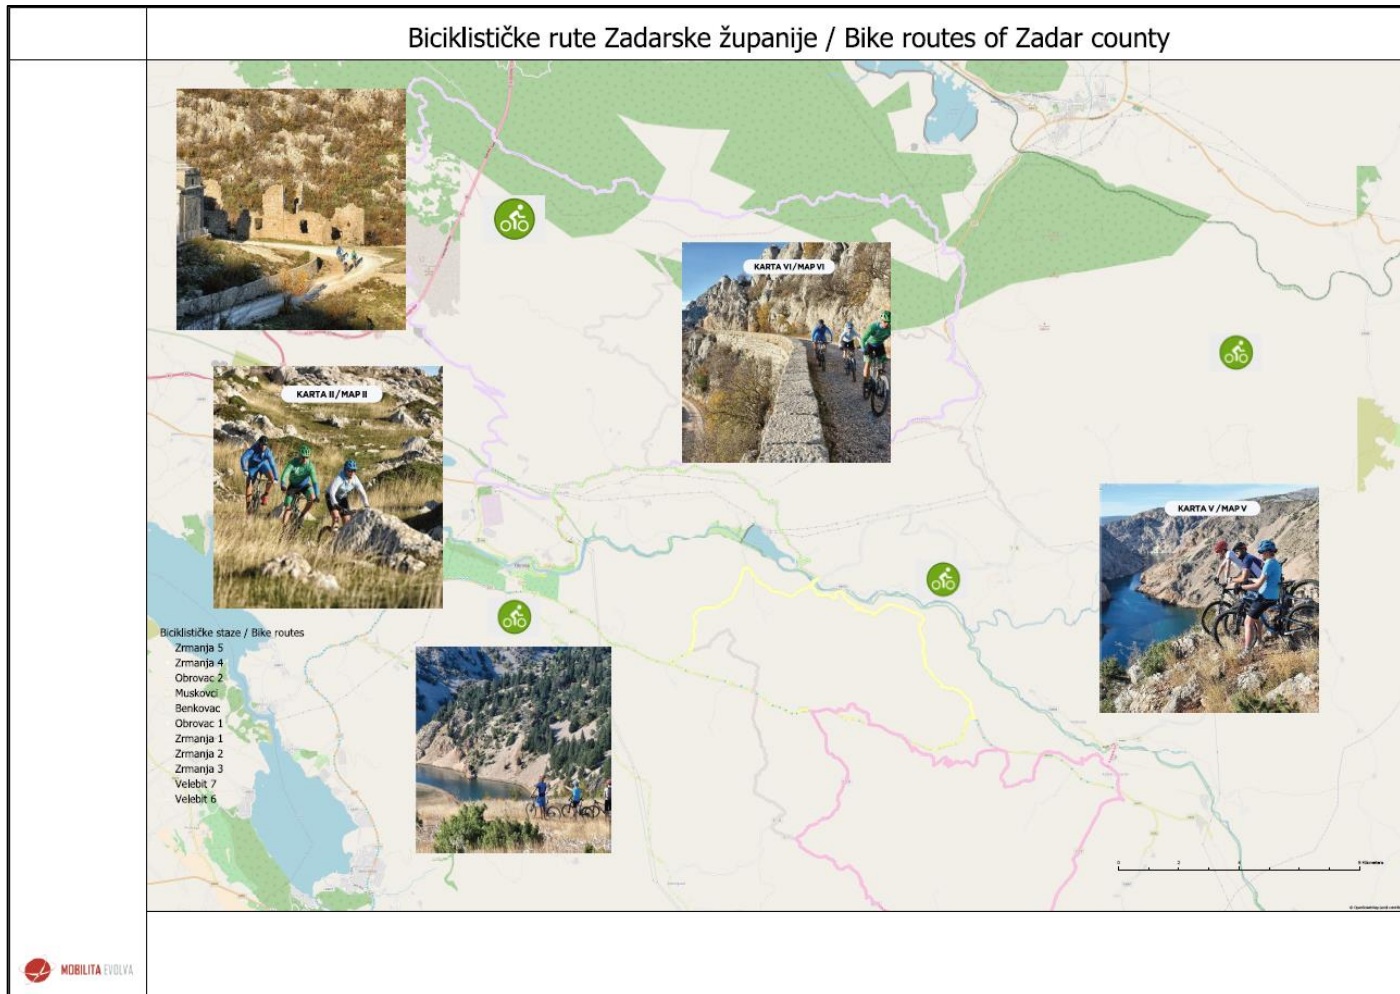 Biciklističke rute Zadarske županije / Bike routes of Zadar county
KARTA VI/MAP VI
KARTA II/MAP II
KARTA V/MAP V
Biciklističke staze / Bike routes
Zrmanja 5
Zrmanja 4
Obrovac 2
Muskovci
Benkovac
Obrovac 1
Zrmanja 1
Zrmanja 2
Zrmanja 3
Velebit 7
Velebit 6
MOBILITA EVOLVA